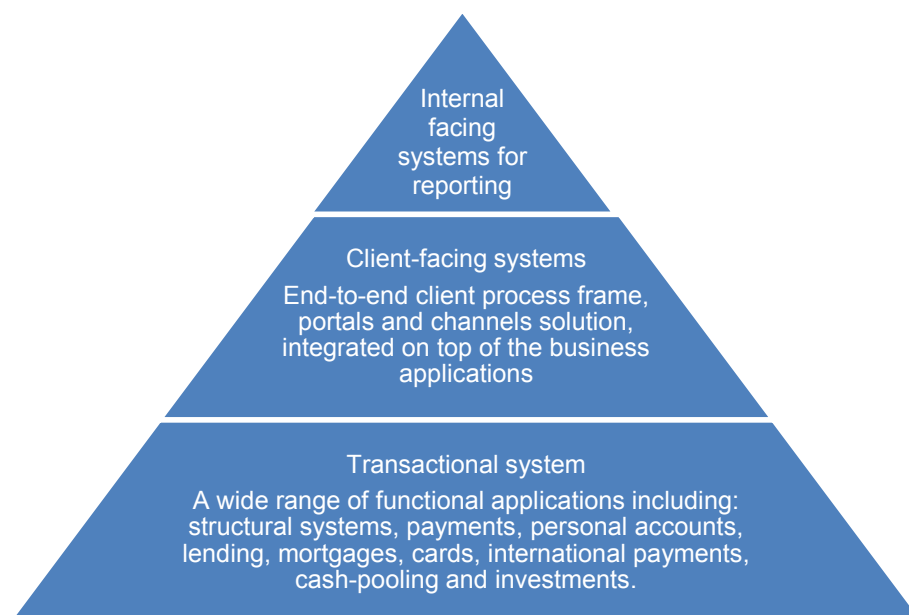 Internal
facing
systems for
reporting
Client-facing systems
End-to-end client process frame,
portals and channels solution,
integrated on top of the business
applications
Transactional system
A wide range of functional applications including:
structural systems, payments, personal accounts,
lending, mortgages, cards, international payments,
cash-pooling and investments.